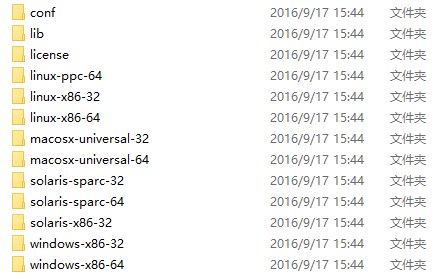 conf 2016/9/17 15:44 文件夹
lib 2016/9/17 15:44 文件夹
license 2016/9/17 15:44 文件夹
linux-ppc-64 2016/9/17 15:44 文件夹
linux-x86-32 2016/9/17 15:44 文件夹
linux-x86-64 2016/9/17 15:44 文件夹
macosx-universal-32 2016/9/17 15:44 文件夹
macosx-universal-64 2016/9/17 15:44 文件夹
solaris-sparc-32 2016/9/17 15:44 文件夹
solaris-sparc-64 2016/9/17 15:44 文件夹
solaris-x86-32 2016/9/17 15:44 文件夹
windows-x86-32 2016/9/17 15:44 文件夹
windows-x86-64 2016/9/17 15:44 文件夹